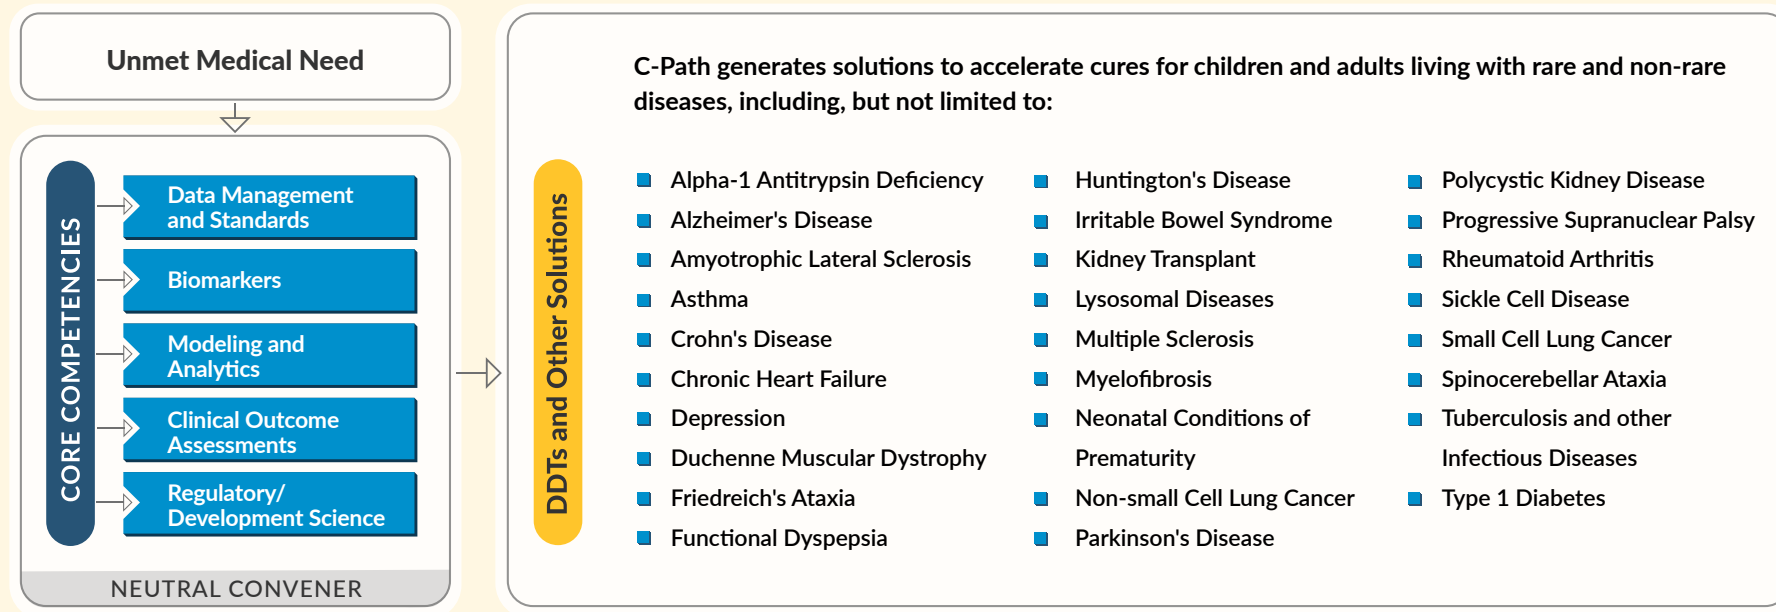 Unmet Medical Need
CORE COMPETENCIES
Data Management
and Standards
Biomarkers
Modeling and
Analytics
Clinical Outcome
Assessments
Regulatory/
Development Science
NEUTRAL CONVENER
C-Path generates solutions to accelerate cures for children and adults living with rare and non-rare
diseases, including, but not limited to:
DDTs and Other Solutions
Alpha-1 Antitrypsin Deficiency
Alzheimer's Disease
Amyotrophic Lateral Sclerosis
Asthma
Crohn's Disease
Chronic Heart Failure
Depression
Duchenne Muscular Dystrophy
Friedreich's Ataxia
Functional Dyspepsia
Huntington's Disease
Irritable Bowel Syndrome
Kidney Transplant
Lysosomal Diseases
Multiple Sclerosis
Myelofibrosis
Neonatal Conditions of
Prematurity
Non-small Cell Lung Cancer
Parkinson's Disease
Polycystic Kidney Disease
Progressive Supranuclear Palsy
Rheumatoid Arthritis
Sickle Cell Disease
Small Cell Lung Cancer
Spinocerebellar Ataxia
Tuberculosis and other
Infectious Diseases
Type 1 Diabetes